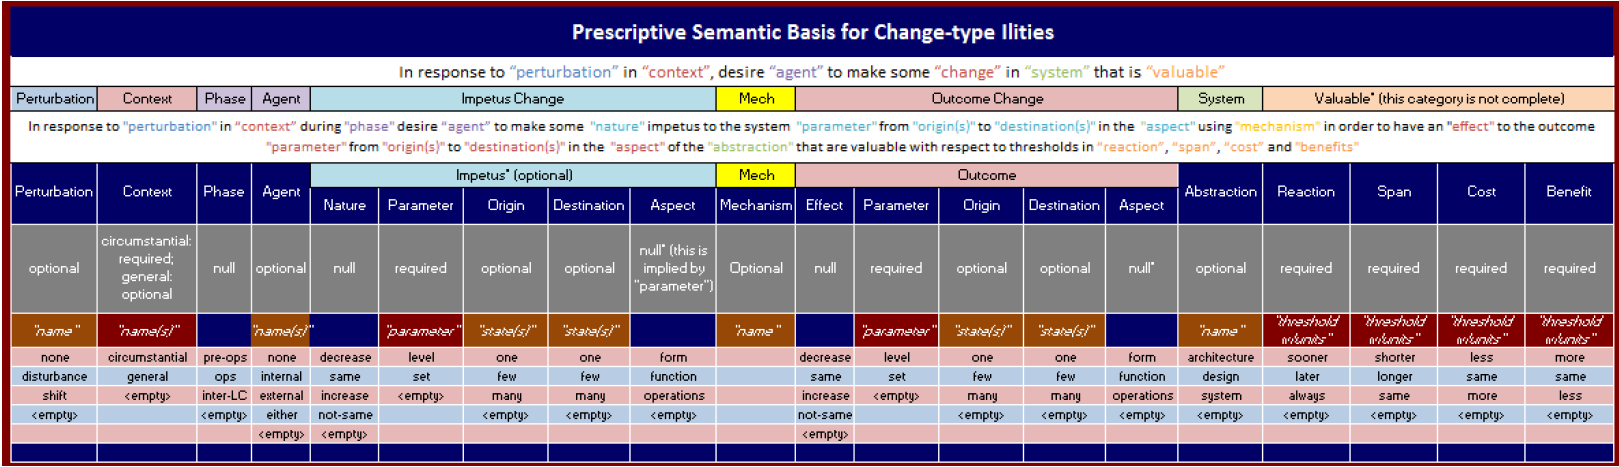 Prescriptive Semantic Basis for Change-type Ilities
In response to “perturbation” in “context”, desire “agent” to make some “change” in “system” that is “valuable”
Perturbation Context Phase Agent Impetus Change Mech Outcome Change System Valuable* (this category is not complete)
In response to "perturbation" in "context" during "phase" desire "agent" to make some "nature" impetus to the system "parameter" from "origin(s)" to "destination(s)" in the "aspect" using "mechanism" in order to have an "effect" to the outcome
"parameter" from "origin(s)" to "destination(s)" in the "aspect" of the "abstraction" that are valuable with respect to thresholds in "reaction", "span", "cost" and "benefits"
Perturbation Context Phase Agent Impetus* (optional) Mech Outcome Abstraction Reaction Span Cost Benefit
Nature Parameter Origin Destination Aspect Mechanism Effect Parameter Origin Destination Aspect
optional circumstantial: required; general: optional null optional null required optional optional null* (this is implied by "parameter") Optional null required optional optional null* optional required required required required
"name" "name(s)" "name(s)" "parameter" "state(s)" "state(s)" "name" "parameter" "state(s)" "state(s)" "name" "threshold w/units" "threshold w/units" "threshold w/units" "threshold w/units"
none circumstantial pre-ops none decrease level one one form decrease level one one form architecture sooner shorter less more
disturbance general ops internal same set few few function same set few few function design later longer same same
shift <empty> inter-LC external increase <empty> many many operations increase <empty> many many operations system always same more less
<empty> <empty> either not-same <empty> <empty> <empty> not-same <empty> <empty> <empty> <empty> <empty> <empty> <empty> <empty>
<empty> <empty> <empty>